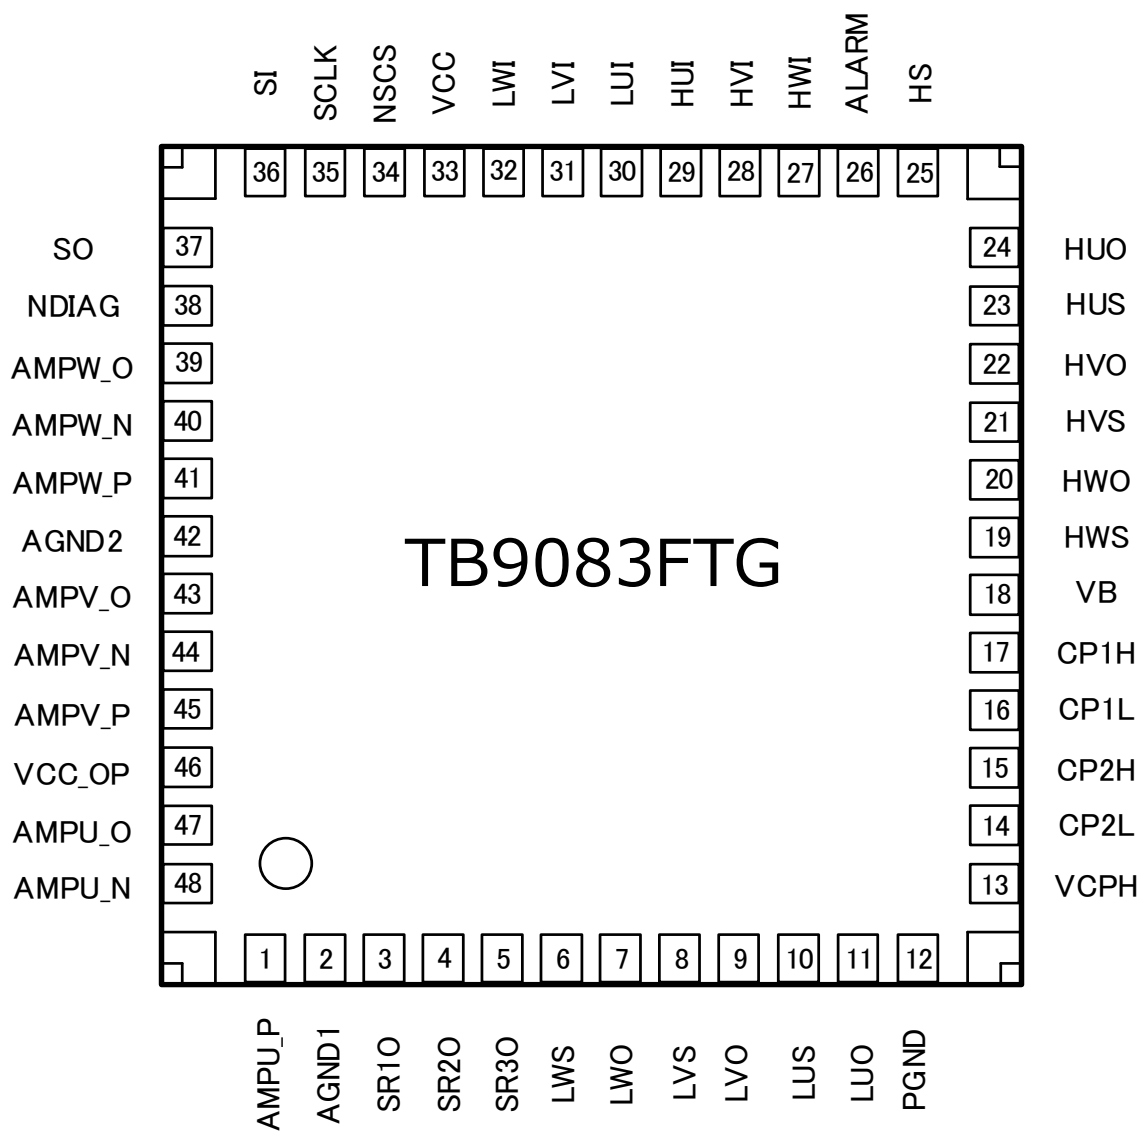 SI SCLK NSCS VCC LWI LVI LUI HUI HVI HWI ALARM HS
36 35 34 33 32 31 30 29 28 27 26 25
SO 37 24 HUO
NDIAG 38 23 HUS
AMPW_O 39 22 HVO
AMPW_N 40 21 HVS
AMPW_P 41 20 HWO
AGND2 42 19 HWS
TB9083FTG
AMPV_O 43 18 VB
AMPV_N 44 17 CP1H
AMPV_P 45 16 CP1L
VCC_OP 46 15 CP2H
AMPU_O 47 14 CP2L
AMPU_N 48 13 VCPH
1 2 3 4 5 6 7 8 9 10 11 12
AMPU_P AGND1 SR1O SR2O SR3O LWS LWO LVS LVO LUS LUO PGND